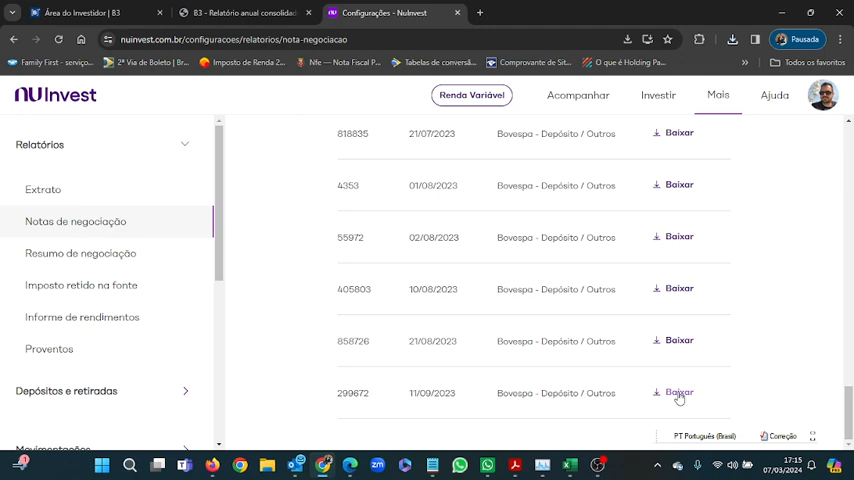 Área do Investidor | B3
B3 - Relatório anual consolidad
Configurações - NuInvest
nuinvest.com.br/configuracoes/relatorios/nota-negociacao
Pausada
Family First - serviço...
2ª Via de Boleto | Br...
Imposto de Renda 2...
Nfe — Nota Fiscal P...
Tabelas de conversã...
Comprovante de Sit...
O que é Holding Pa...
Todos os favoritos
nuInvest
Renda Variável
Acompanhar
Investir
Mais
Ajuda
Relatórios
Extrato
Notas de negociação
Resumo de negociação
Imposto retido na fonte
Informe de rendimentos
Proventos
Depósitos e retiradas
Movimentações
818835 21/07/2023 Bovespa - Depósito / Outros Baixar
4353 01/08/2023 Bovespa - Depósito / Outros Baixar
55972 02/08/2023 Bovespa - Depósito / Outros Baixar
405803 10/08/2023 Bovespa - Depósito / Outros Baixar
858726 21/08/2023 Bovespa - Depósito / Outros Baixar
299672 11/09/2023 Bovespa - Depósito / Outros Baixar
PT Português (Brasil)
Correção
17:15
07/03/2024